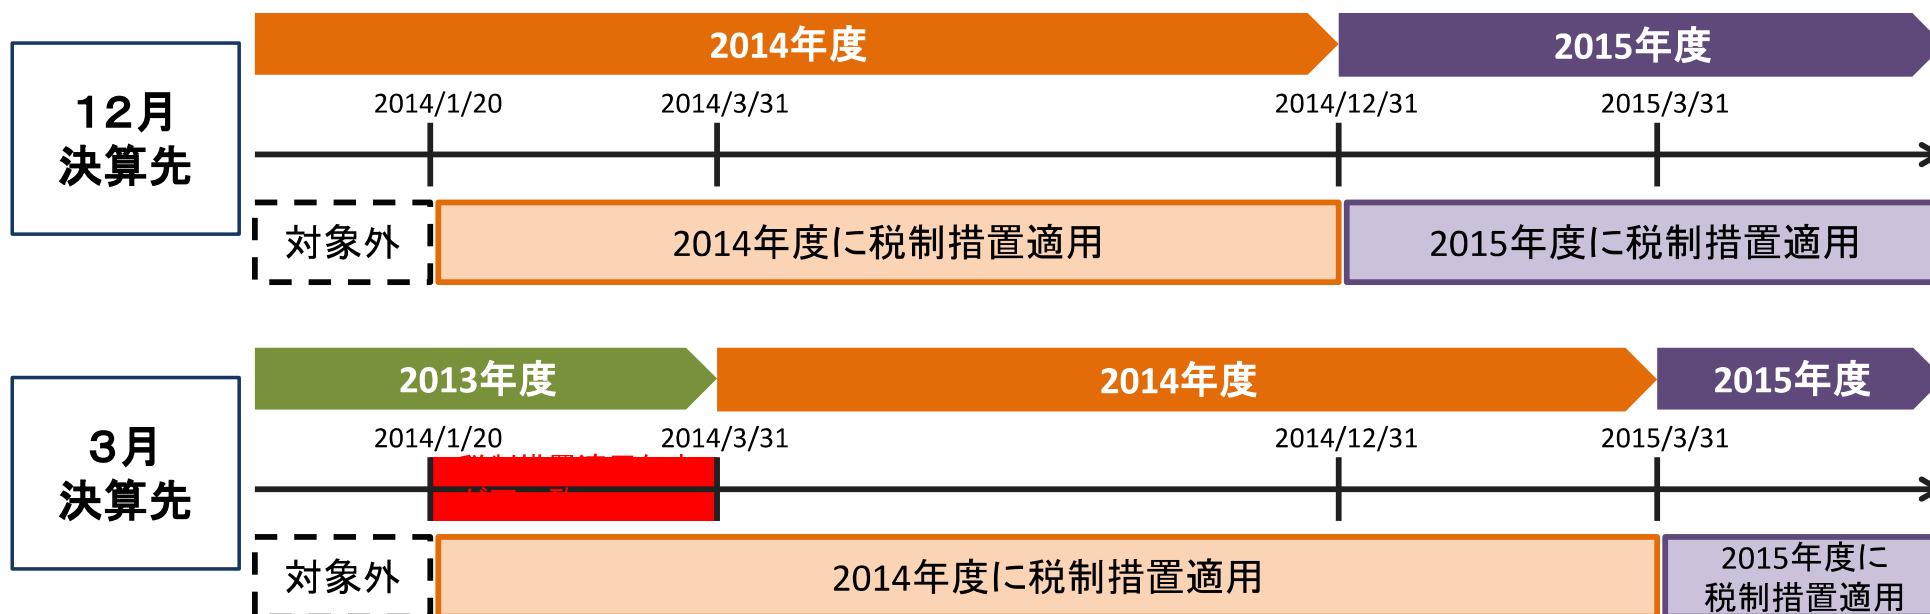 2014年度
2015年度
12月
決算先
2014/1/20
2014/3/31
2014/12/31
2015/3/31
対象外
2014年度に税制措置適用
2015年度に税制措置適用
2013年度
2014年度
2015年度
3月
決算先
2014/1/20
2014/3/31
2014/12/31
2015/3/31
対象外
2014年度に税制措置適用
2015年度に
税制措置適用